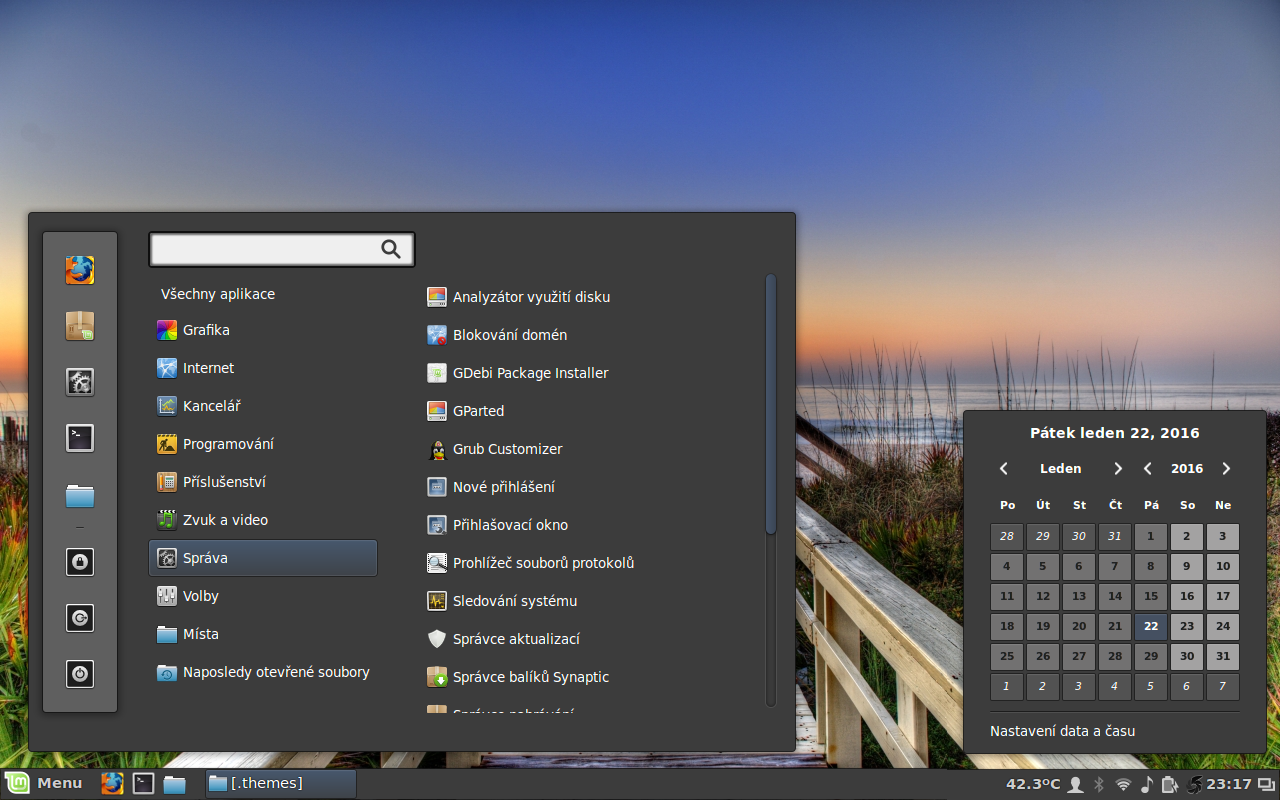 Všechny aplikace
Grafika
Internet
Kancelář
Programování
Příslušenství
Zvuk a video
Správa
Volby
Místa
Naposledy otevřené soubory
Analyzátor využití disku
Blokování domén
GDebi Package Installer
GParted
Grub Customizer
Nové přihlášení
Přihlašovací okno
Prohlížeč souborů protokolů
Sledování systému
Správce aktualizací
Správce balíků Synaptic
Pátek leden 22, 2016
Leden 2016
Po Út St Čt Pá So Ne
28 29 30 31 1 2 3
4 5 6 7 8 9 10
11 12 13 14 15 16 17
18 19 20 21 22 23 24
25 26 27 28 29 30 31
1 2 3 4 5 6 7
Nastavení data a času
Menu [.themes] 42.3°C 23:17